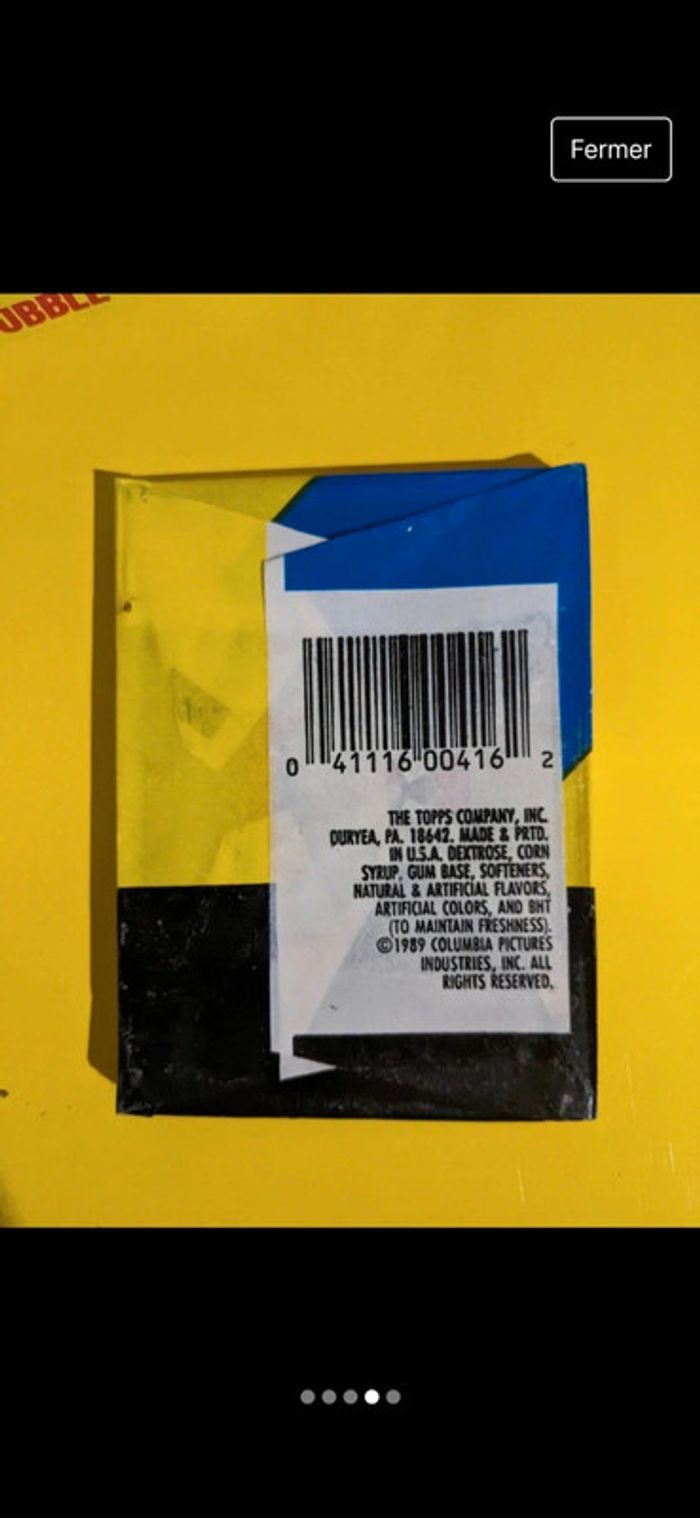 Fermer
UBBLE
0 41116 00416 2
THE TOPPS COMPANY, INC.
DURYEA, PA. 18642. MADE & PRTD.
IN U.S.A. DEXTROSE, CORN
SYRUP, GUM BASE, SOFTENERS,
NATURAL & ARTIFICIAL FLAVORS,
ARTIFICIAL COLORS, AND BHT
(TO MAINTAIN FRESHNESS).
©1989 COLUMBIA PICTURES
INDUSTRIES, INC. ALL
RIGHTS RESERVED.